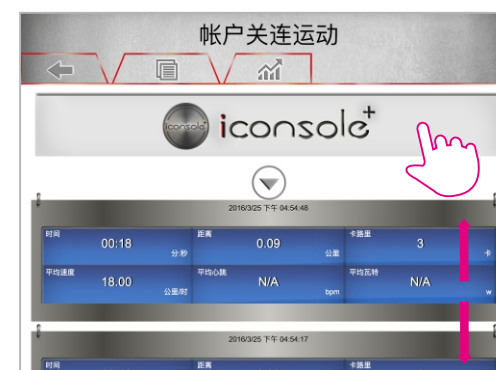 帐户关连运动
iconsole iconsole+
2016/3/25 下午 04:54:48
时间 距离 卡路里
00:18 分:秒 0.09 公里 3 卡
平均速度 平均心跳 平均瓦特
18.00 公里/时 N/A bpm N/A w
2016/3/25 下午 04:54:17
时间 距离 卡路里